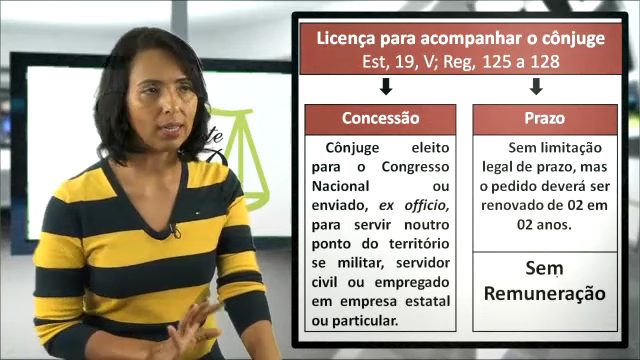 Licença para acompanhar o cônjuge
Est, 19, V; Reg, 125 a 128
Concessão
Cônjuge eleito
para o Congresso
Nacional ou
enviado, ex officio,
para servir noutro
ponto do território
se militar, servidor
civil ou empregado
em empresa estatal
ou particular.
Prazo
Sem limitação
legal de prazo, mas
o pedido deverá ser
renovado de 02 em
02 anos.
Sem
Remuneração